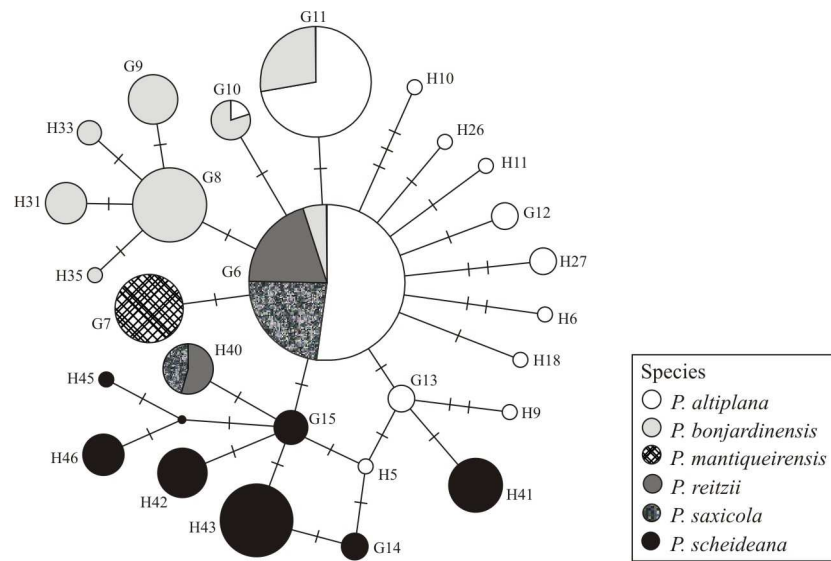 G11
G9
G10
H10
H33
H26
H11
G8
H31
G12
H35
G6
H27
G7
H6
H40
H18
H45
G13
G15
H9
H46
H5
H42
H41
H43
G14
Species
P. altiplana
P. bonjardinensis
P. mantiqueirensis
P. reitzii
P. saxicola
P. scheideana